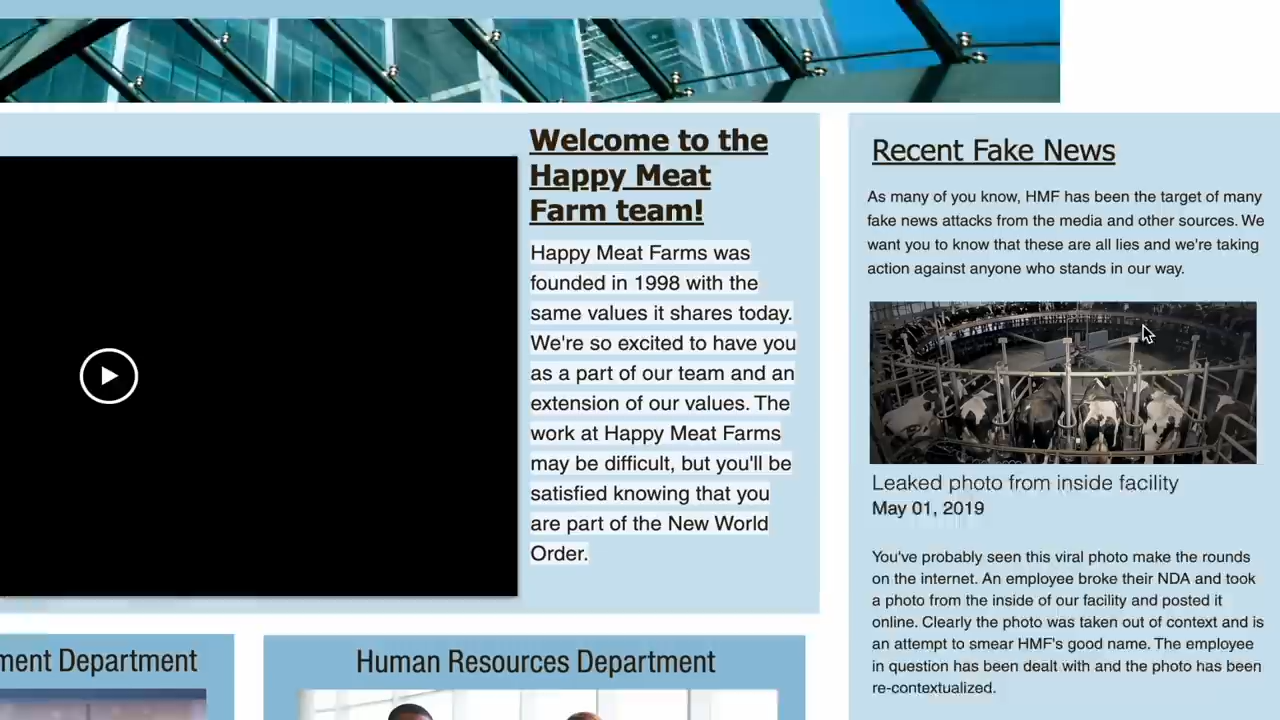 Welcome to the
Happy Meat
Farm team!
Happy Meat Farms was
founded in 1998 with the
same values it shares today.
We're so excited to have you
as a part of our team and an
extension of our values. The
work at Happy Meat Farms
may be difficult, but you'll be
satisfied knowing that you
are part of the New World
Order.
Recent Fake News
As many of you know, HMF has been the target of many
fake news attacks from the media and other sources. We
want you to know that these are all lies and we're taking
action against anyone who stands in our way.
Leaked photo from inside facility
May 01, 2019
You've probably seen this viral photo make the rounds
on the internet. An employee broke their NDA and took
a photo from the inside of our facility and posted it
online. Clearly the photo was taken out of context and is
an attempt to smear HMF's good name. The employee
in question has been dealt with and the photo has been
re-contextualized.
ment Department
Human Resources Department